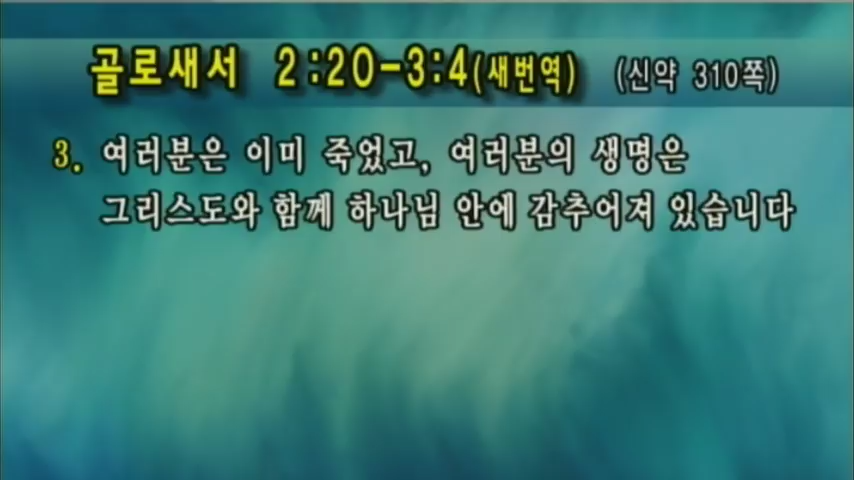 골로새서 2:20-3:4(새번역) (신약 310쪽)
3. 여러분은 이미 죽었고, 여러분의 생명은
그리스도와 함께 하나님 안에 감추어져 있습니다